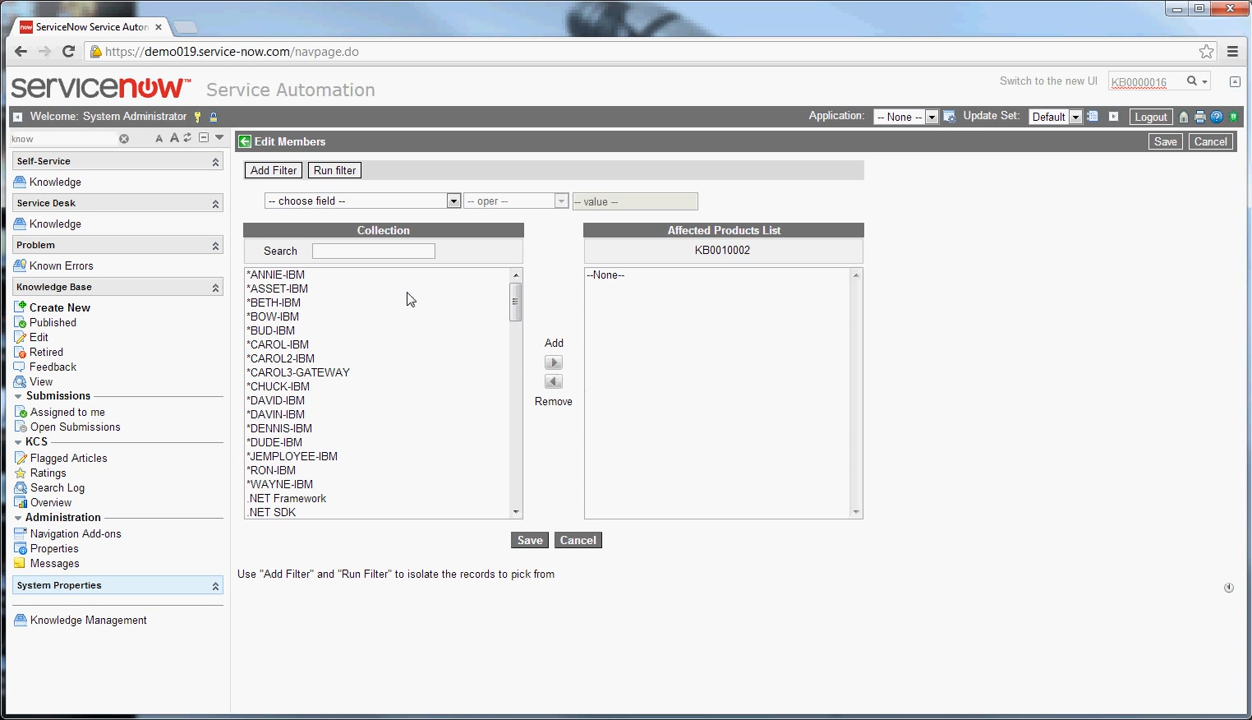 ServiceNow Service Auton
https://demo019.service-now.com/navpage.do
servicenow™ Service Automation
Switch to the new UI
KB0000016
Welcome: System Administrator
Application:
-- None --
Update Set:
Default
Logout
know
A A
Edit Members
Save
Cancel
Self-Service
Knowledge
Service Desk
Knowledge
Problem
Known Errors
Knowledge Base
Create New
Published
Edit
Retired
Feedback
View
Submissions
Assigned to me
Open Submissions
KCS
Flagged Articles
Ratings
Search Log
Overview
Administration
Navigation Add-ons
Properties
Messages
System Properties
Knowledge Management
Add Filter
Run filter
-- choose field --
-- oper --
-- value --
Collection
Search
*ANNIE-IBM
*ASSET-IBM
*BETH-IBM
*BOW-IBM
*BUD-IBM
*CAROL-IBM
*CAROL2-IBM
*CAROL3-GATEWAY
*CHUCK-IBM
*DAVID-IBM
*DAVIN-IBM
*DENNIS-IBM
*DUDE-IBM
*JEMPLOYEE-IBM
*RON-IBM
*WAYNE-IBM
.NET Framework
.NET SDK
Add
Remove
Affected Products List
KB0010002
--None--
Save
Cancel
Use "Add Filter" and "Run Filter" to isolate the records to pick from